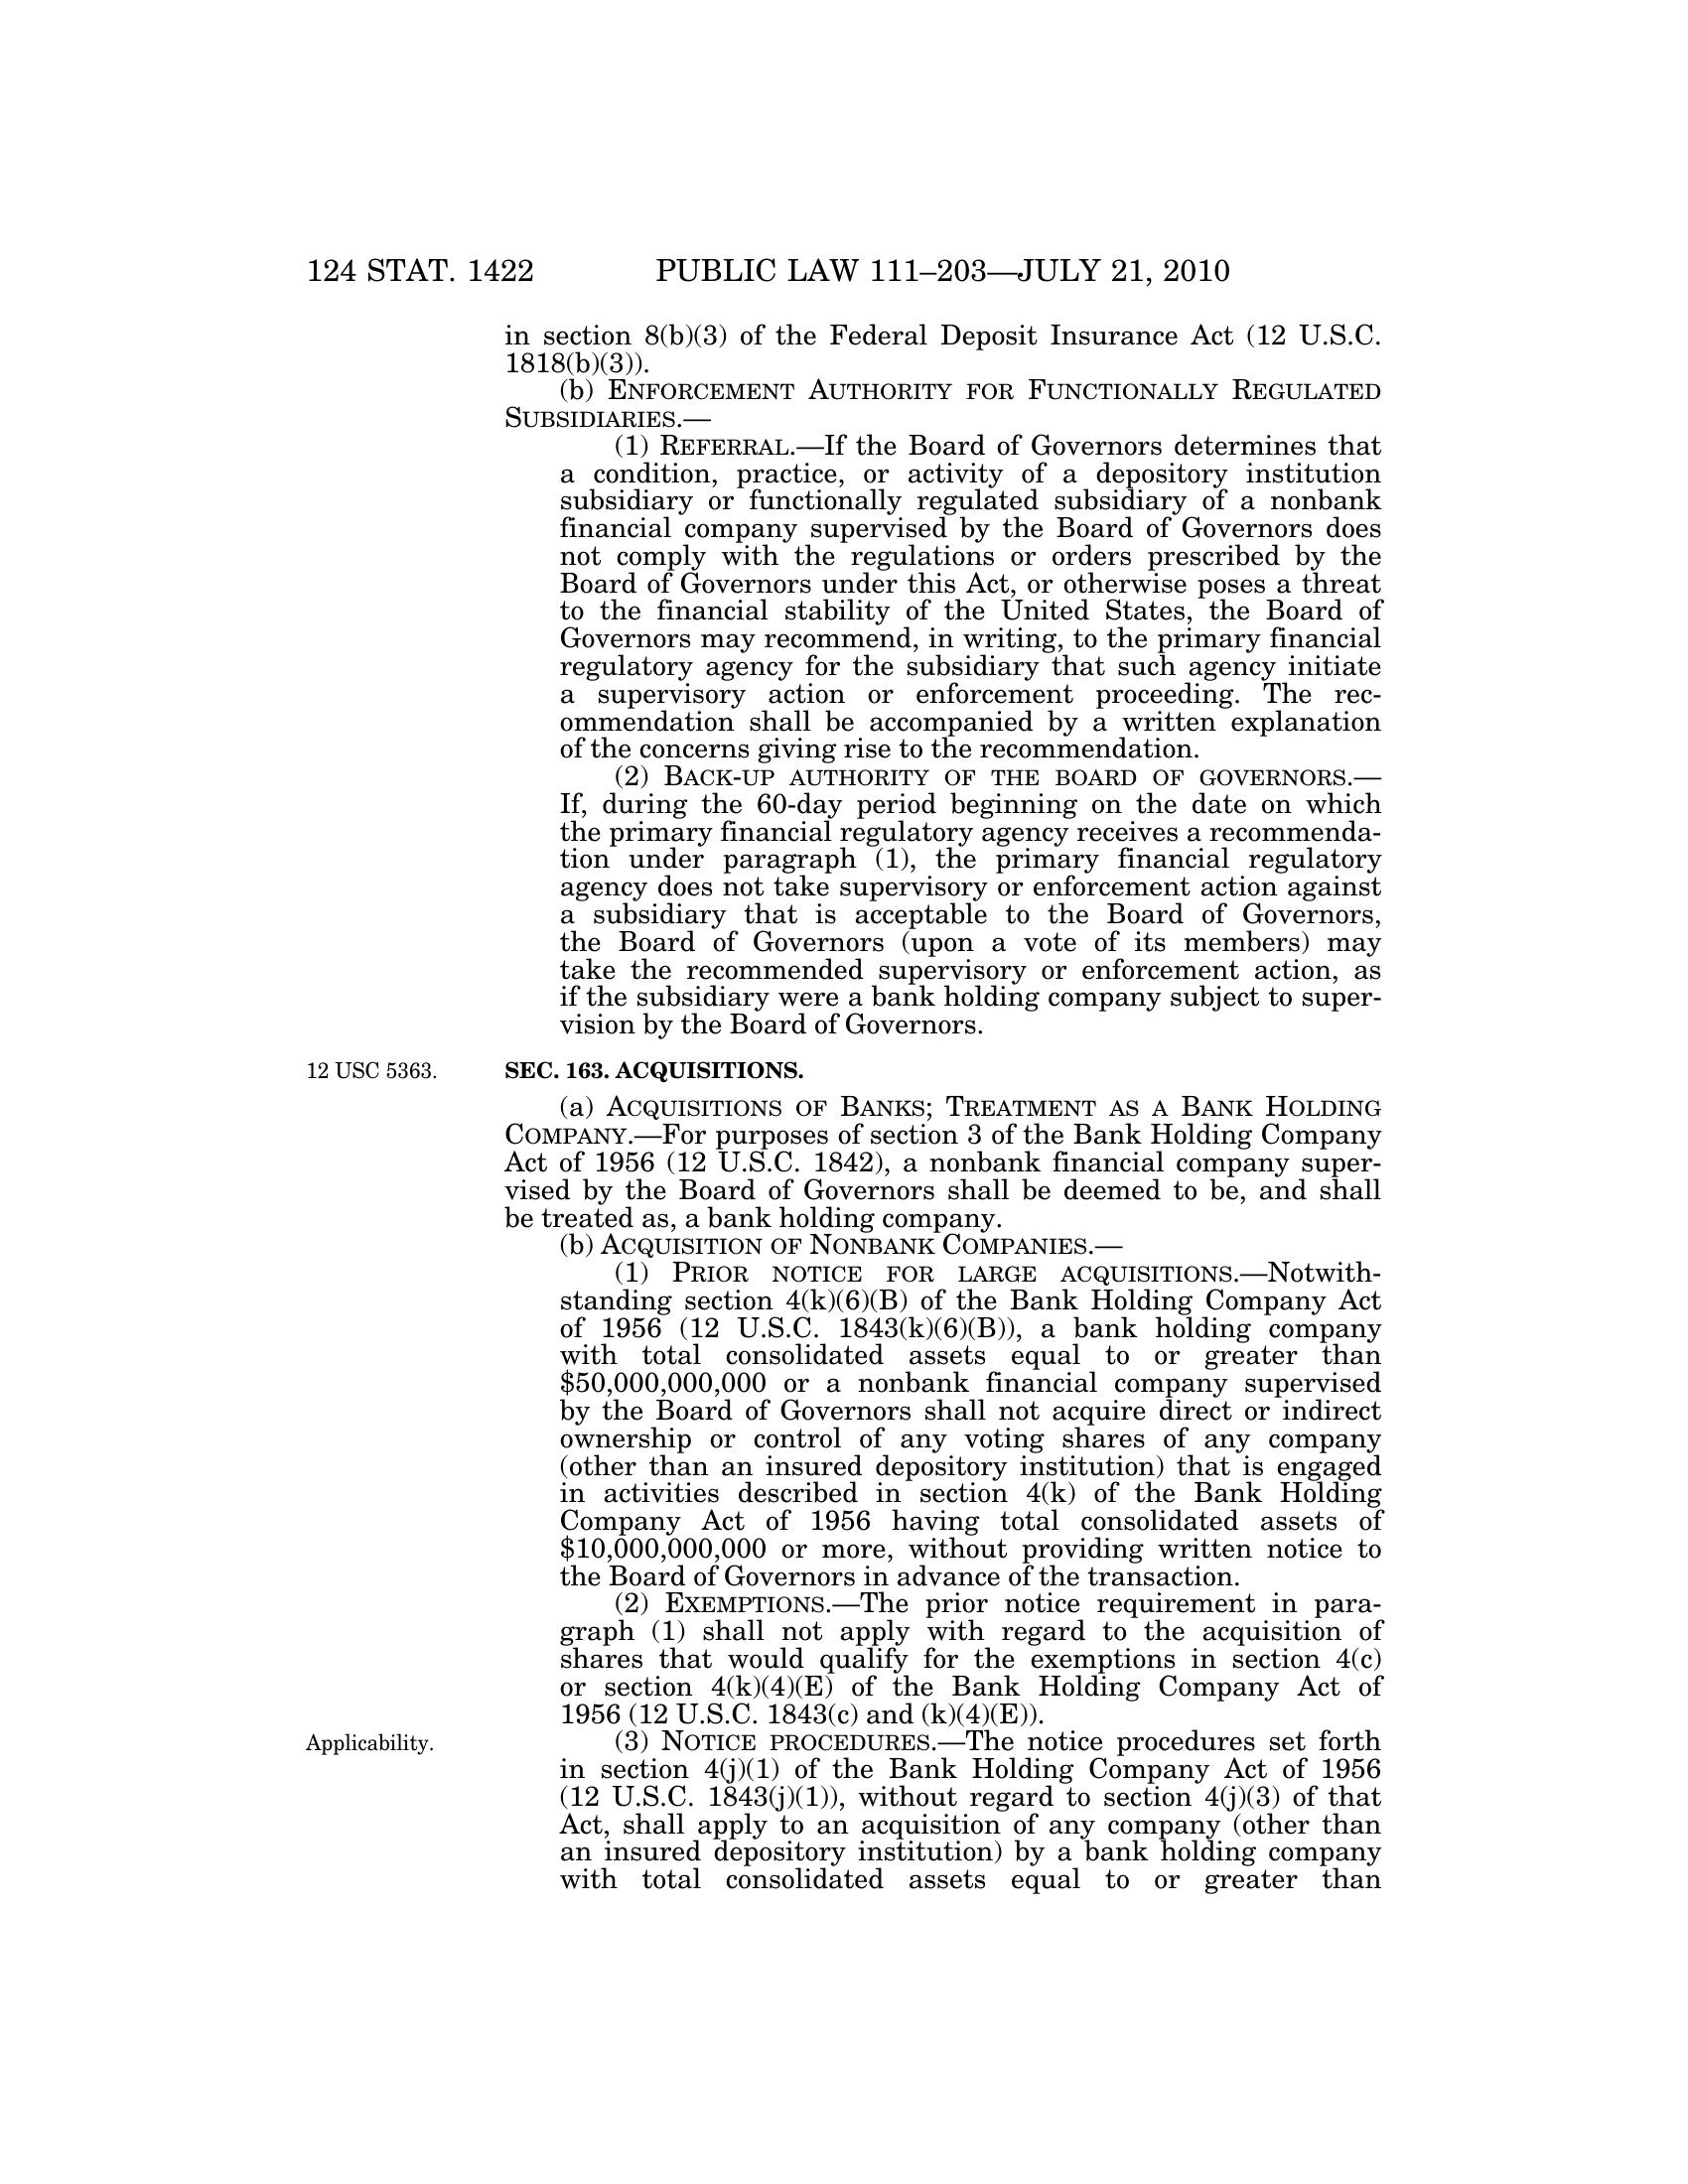 124 STAT. 1422 PUBLIC LAW 111–203—JULY 21, 2010
in section 8(b)(3) of the Federal Deposit Insurance Act (12 U.S.C.
1818(b)(3)).
(b) ENFORCEMENT AUTHORITY FOR FUNCTIONALLY REGULATED
SUBSIDIARIES.—
(1) REFERRAL.—If the Board of Governors determines that
a condition, practice, or activity of a depository institution
subsidiary or functionally regulated subsidiary of a nonbank
financial company supervised by the Board of Governors does
not comply with the regulations or orders prescribed by the
Board of Governors under this Act, or otherwise poses a threat
to the financial stability of the United States, the Board of
Governors may recommend, in writing, to the primary financial
regulatory agency for the subsidiary that such agency initiate
a supervisory action or enforcement proceeding. The rec-
ommendation shall be accompanied by a written explanation
of the concerns giving rise to the recommendation.
(2) BACK-UP AUTHORITY OF THE BOARD OF GOVERNORS.—
If, during the 60-day period beginning on the date on which
the primary financial regulatory agency receives a recommenda-
tion under paragraph (1), the primary financial regulatory
agency does not take supervisory or enforcement action against
a subsidiary that is acceptable to the Board of Governors,
the Board of Governors (upon a vote of its members) may
take the recommended supervisory or enforcement action, as
if the subsidiary were a bank holding company subject to super-
vision by the Board of Governors.
12 USC 5363. SEC. 163. ACQUISITIONS.
(a) ACQUISITIONS OF BANKS; TREATMENT AS A BANK HOLDING
COMPANY.—For purposes of section 3 of the Bank Holding Company
Act of 1956 (12 U.S.C. 1842), a nonbank financial company super-
vised by the Board of Governors shall be deemed to be, and shall
be treated as, a bank holding company.
(b) ACQUISITION OF NONBANK COMPANIES.—
(1) PRIOR NOTICE FOR LARGE ACQUISITIONS.—Notwith-
standing section 4(k)(6)(B) of the Bank Holding Company Act
of 1956 (12 U.S.C. 1843(k)(6)(B)), a bank holding company
with total consolidated assets equal to or greater than
$50,000,000,000 or a nonbank financial company supervised
by the Board of Governors shall not acquire direct or indirect
ownership or control of any voting shares of any company
(other than an insured depository institution) that is engaged
in activities described in section 4(k) of the Bank Holding
Company Act of 1956 having total consolidated assets of
$10,000,000,000 or more, without providing written notice to
the Board of Governors in advance of the transaction.
(2) EXEMPTIONS.—The prior notice requirement in para-
graph (1) shall not apply with regard to the acquisition of
shares that would qualify for the exemptions in section 4(c)
or section 4(k)(4)(E) of the Bank Holding Company Act of
1956 (12 U.S.C. 1843(c) and (k)(4)(E)).
Applicability. (3) NOTICE PROCEDURES.—The notice procedures set forth
in section 4(j)(1) of the Bank Holding Company Act of 1956
(12 U.S.C. 1843(j)(1)), without regard to section 4(j)(3) of that
Act, shall apply to an acquisition of any company (other than
an insured depository institution) by a bank holding company
with total consolidated assets equal to or greater than